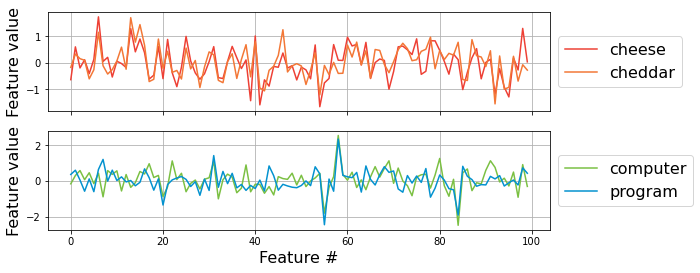 Feature value
1
0
−1
cheese
cheddar
Feature value
2
0
−2
computer
program
0 20 40 60 80 100
Feature #